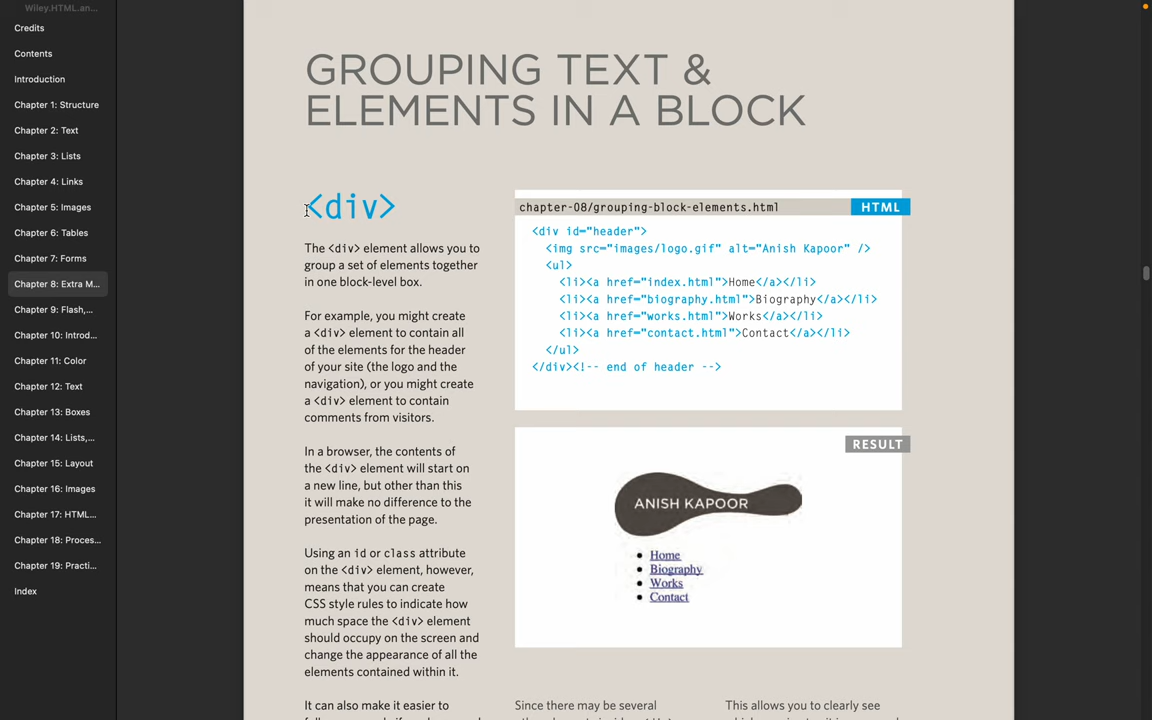 Wiley.HTML.an...
Credits
Contents
Introduction
Chapter 1: Structure
Chapter 2: Text
Chapter 3: Lists
Chapter 4: Links
Chapter 5: Images
Chapter 6: Tables
Chapter 7: Forms
Chapter 8: Extra M...
Chapter 9: Flash,...
Chapter 10: Introd...
Chapter 11: Color
Chapter 12: Text
Chapter 13: Boxes
Chapter 14: Lists,...
Chapter 15: Layout
Chapter 16: Images
Chapter 17: HTML...
Chapter 18: Proces...
Chapter 19: Practi...
Index
GROUPING TEXT &
ELEMENTS IN A BLOCK
<div>
The <div> element allows you to
group a set of elements together
in one block-level box.
For example, you might create
a <div> element to contain all
of the elements for the header
of your site (the logo and the
navigation), or you might create
a <div> element to contain
comments from visitors.
In a browser, the contents of
the <div> element will start on
a new line, but other than this
it will make no difference to the
presentation of the page.
Using an id or class attribute
on the <div> element, however,
means that you can create
CSS style rules to indicate how
much space the <div> element
should occupy on the screen and
change the appearance of all the
elements contained within it.
It can also make it easier to
chapter-08/grouping-block-elements.html
HTML
<div id="header">
<img src="images/logo.gif" alt="Anish Kapoor" />
<ul>
<li><a href="index.html">Home</a></li>
<li><a href="biography.html">Biography</a></li>
<li><a href="works.html">Works</a></li>
<li><a href="contact.html">Contact</a></li>
</ul>
</div><!-- end of header -->
RESULT
ANISH KAPOOR
Home
Biography
Works
Contact
Since there may be several
This allows you to clearly see